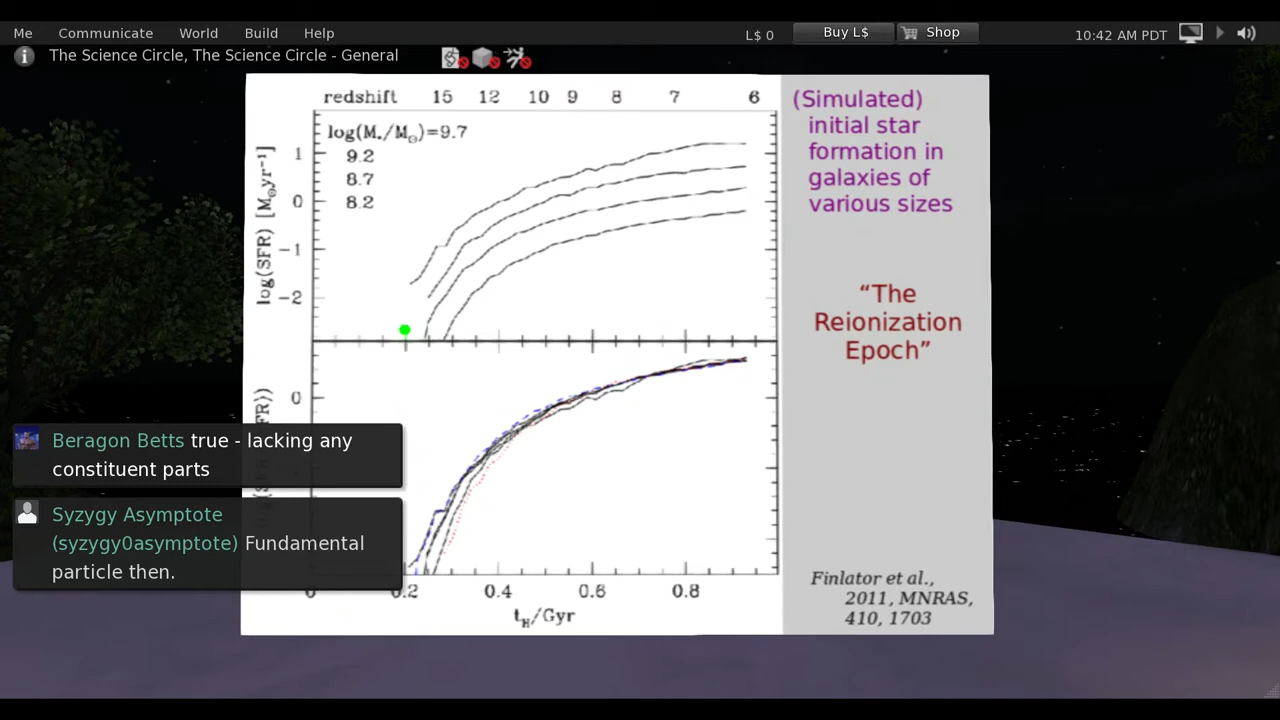 Me Communicate World Build Help L$ 0 Buy L$ Shop 10:42 AM PDT
The Science Circle, The Science Circle - General
redshift 15 12 10 9 8 7 6
log(M*/M☉)=9.7
9.2
8.7
8.2
log(SFR) [M☉yr⁻¹]
1
0
-1
-2
0
0 0.2 0.4 0.6 0.8
t_H/Gyr
(Simulated)
initial star
formation in
galaxies of
various sizes
“The
Reionization
Epoch”
Finlator et al.,
2011, MNRAS,
410, 1703
Beragon Betts true - lacking any
constituent parts
Syzygy Asymptote
(syzygy0asymptote) Fundamental
particle then.